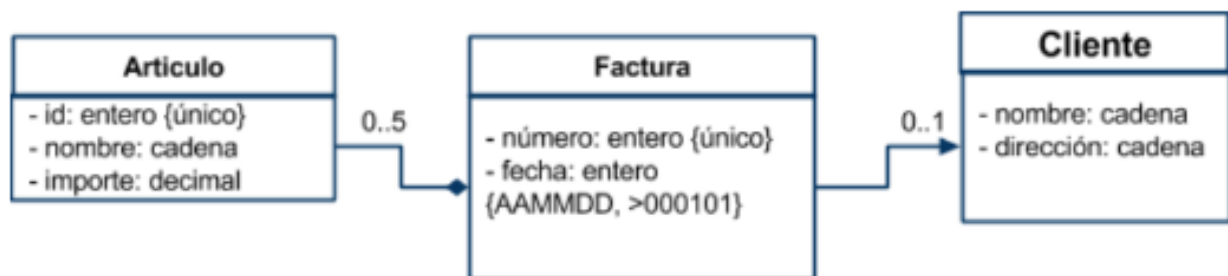 Articulo
- id: entero {único}
- nombre: cadena
- importe: decimal
0..5
Factura
- número: entero {único}
- fecha: entero
{AAMMDD, >000101}
0..1
Cliente
- nombre: cadena
- dirección: cadena